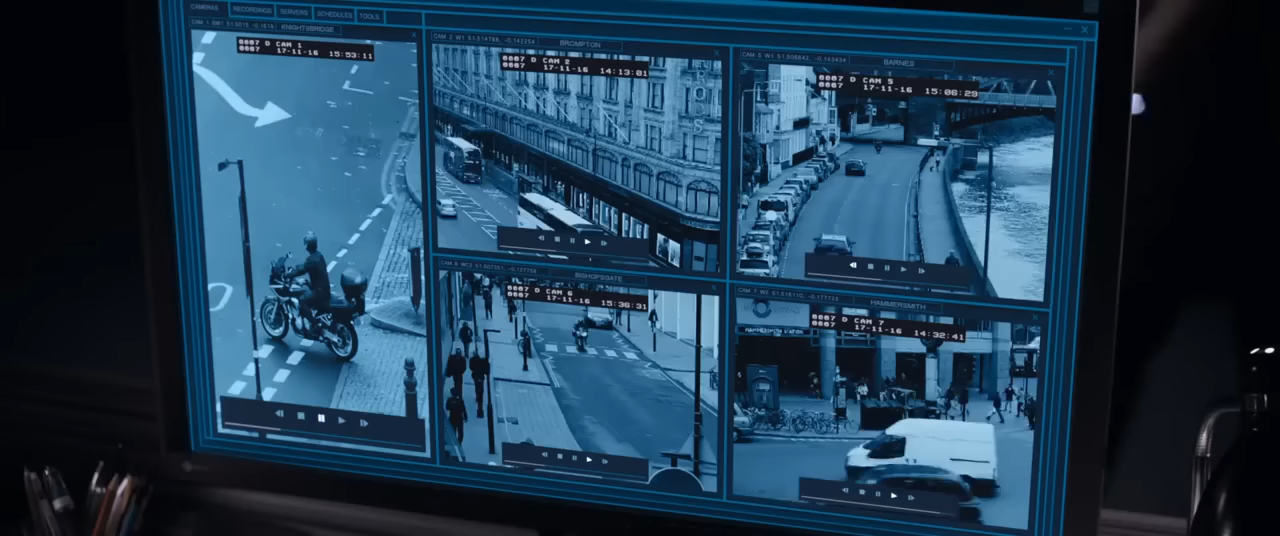 CAMERAS RECORDINGS SERVERS SCHEDULES TOOLS
KNIGHTSBRIDGE
0007 D CAM 1
0007 17-11-16 15:53:11
BROMPTON
0007 D CAM 2
0007 17-11-16 14:13:01
BARNES
0007 D CAM 5
0007 17-11-16 15:06:29
BISHOPSGATE
0007 D CAM 6
0007 17-11-16 15:36:31
HAMMERSMITH
0007 D CAM 7
0007 17-11-16 14:32:41
HAMMERSMITH STATION